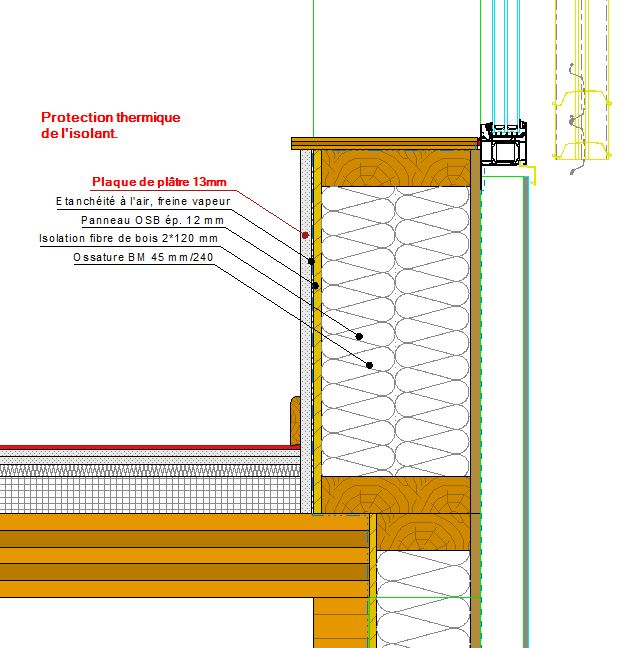 Protection thermique
de l'isolant.
Plaque de plâtre 13mm
Etanchéité à l'air, freine vapeur
Panneau OSB ép. 12 mm
Isolation fibre de bois 2*120 mm
Ossature BM 45 mm/240